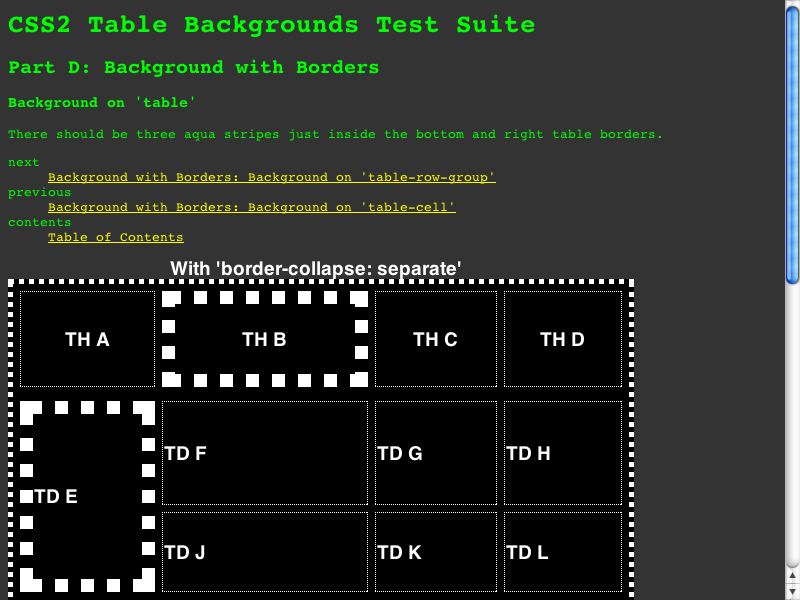 CSS2 Table Backgrounds Test Suite
Part D: Background with Borders
Background on 'table'
There should be three aqua stripes just inside the bottom and right table borders.
next
Background with Borders: Background on 'table-row-group'
previous
Background with Borders: Background on 'table-cell'
contents
Table of Contents
With 'border-collapse: separate'
TH A TH B TH C TH D
TD F TD G TD H
TD E
TD J TD K TD L